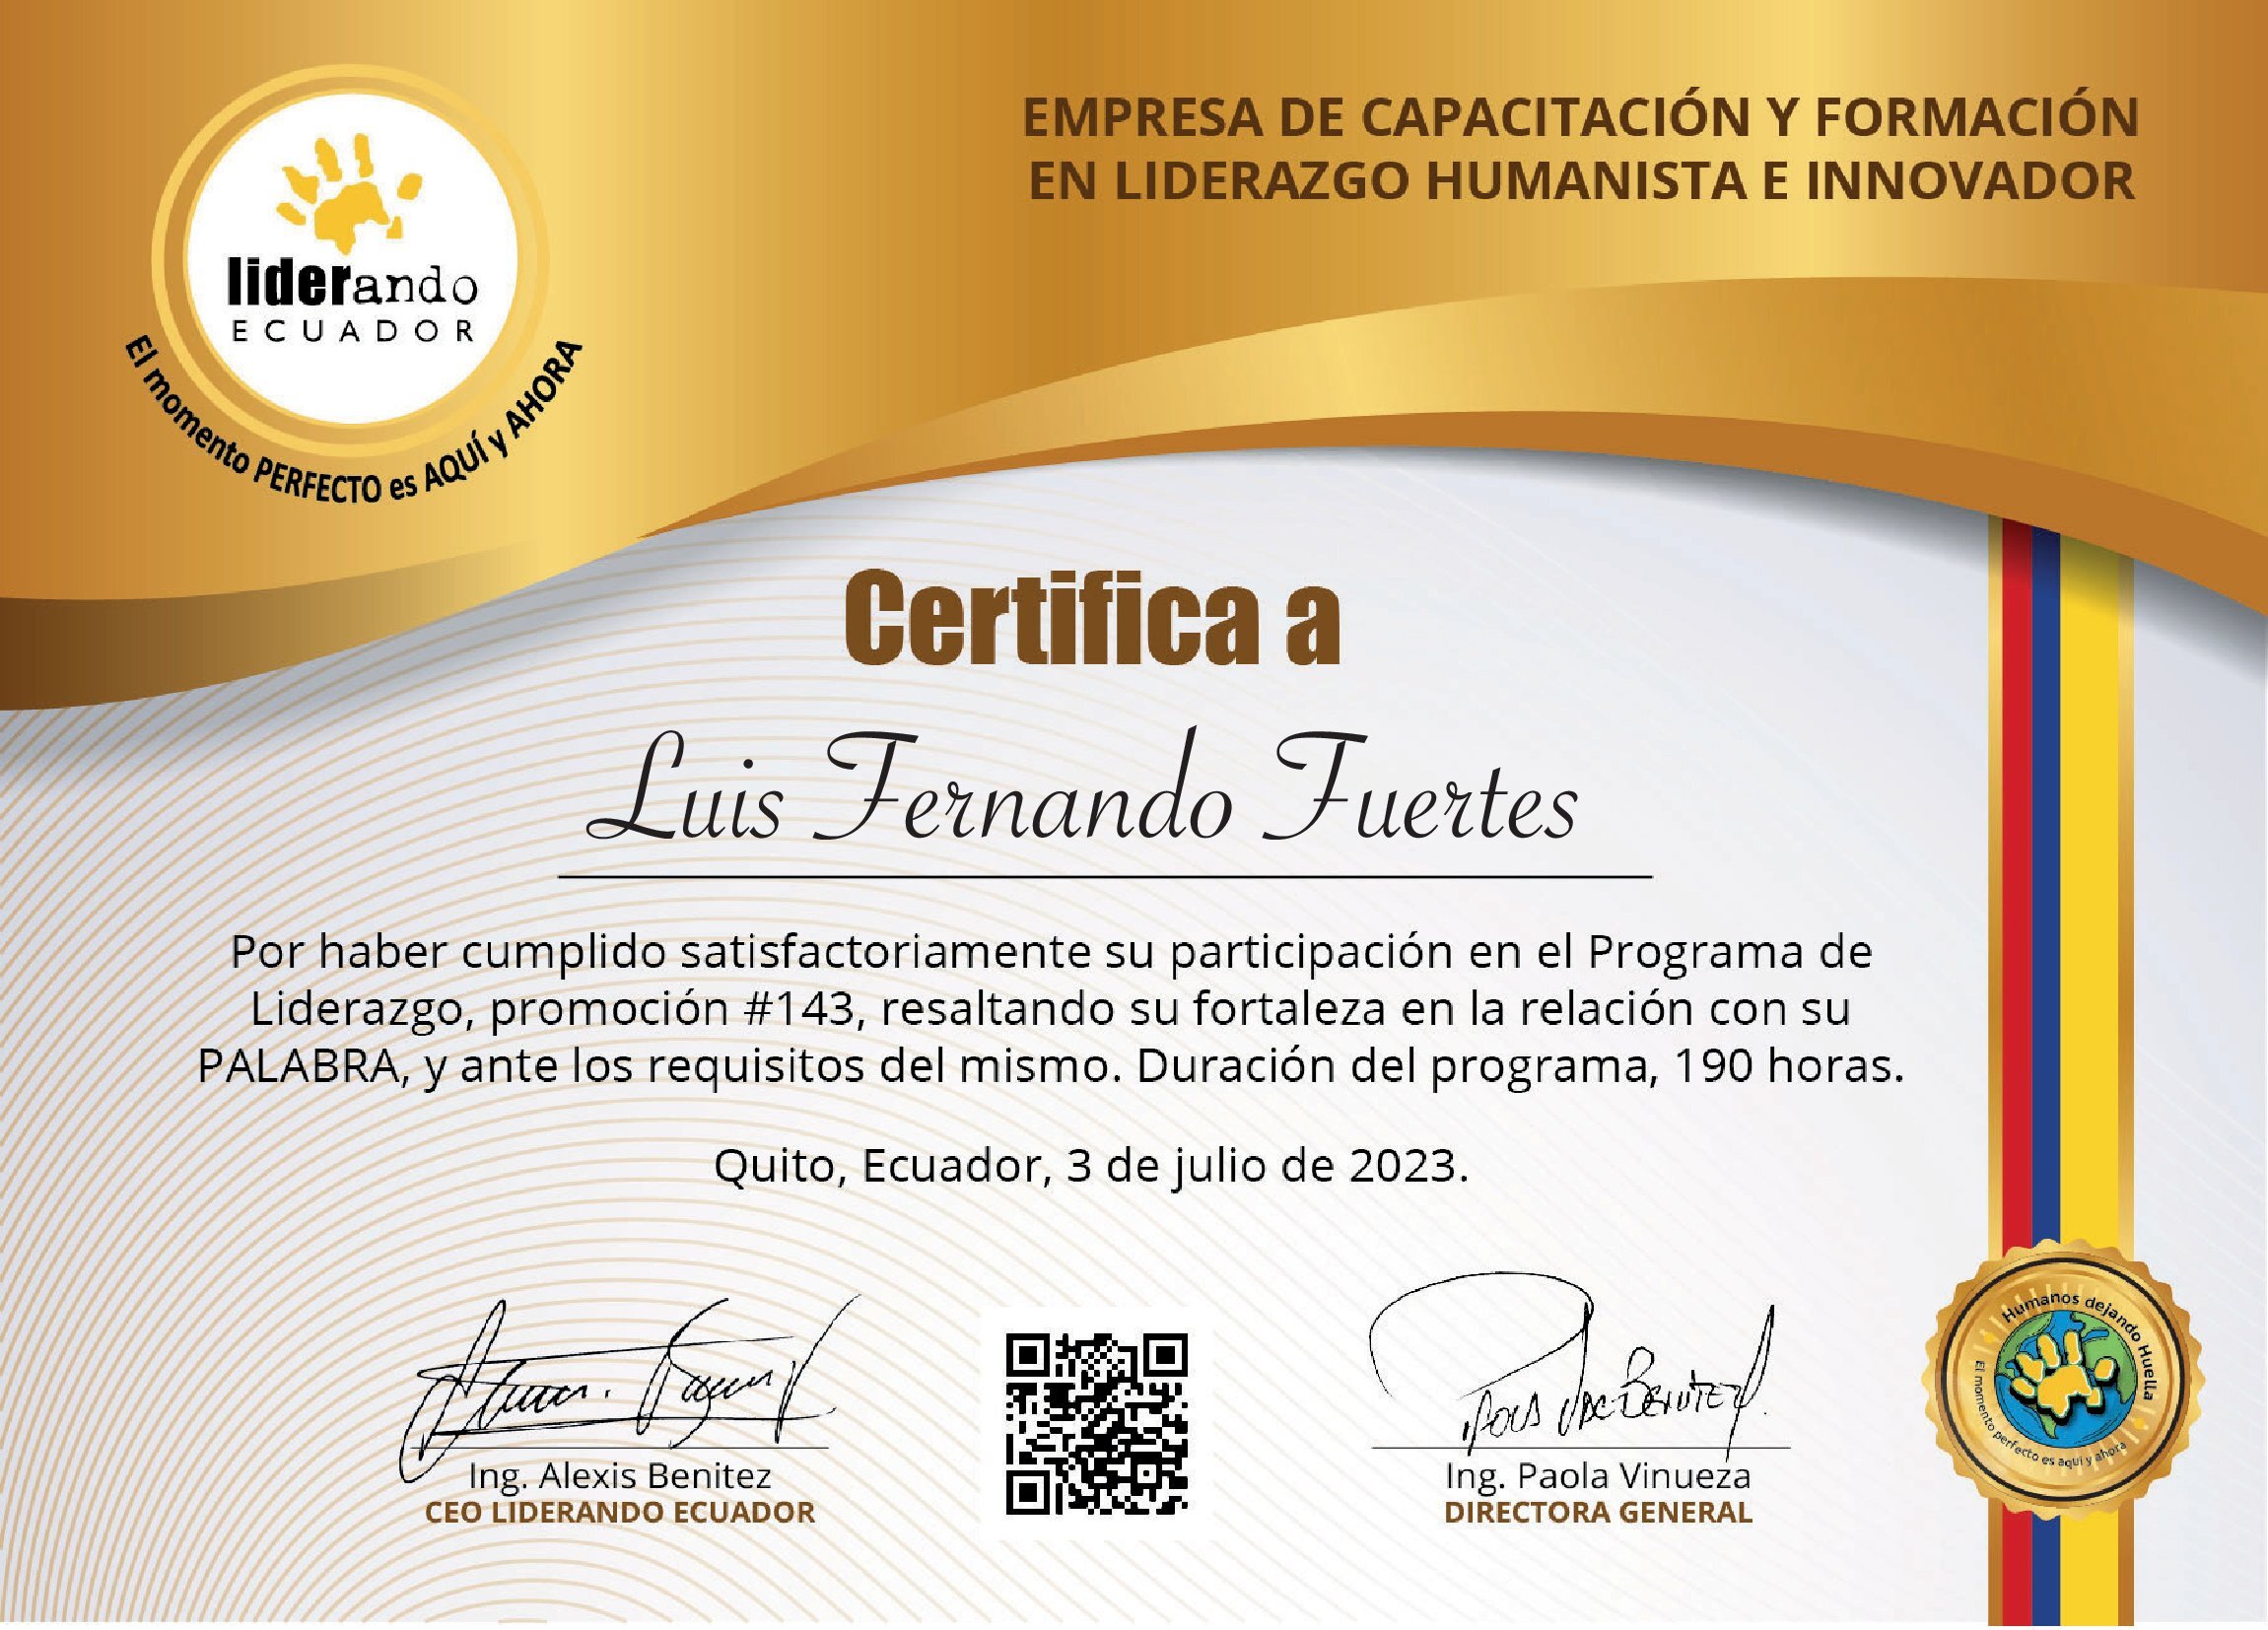 EMPRESA DE CAPACITACIÓN Y FORMACIÓN
EN LIDERAZGO HUMANISTA E INNOVADOR
liderando
ECUADOR
El momento PERFECTO es AQUÍ y AHORA
Certifica a
Luis Fernando Fuertes
Por haber cumplido satisfactoriamente su participación en el Programa de
Liderazgo, promoción #143, resaltando su fortaleza en la relación con su
PALABRA, y ante los requisitos del mismo. Duración del programa, 190 horas.
Quito, Ecuador, 3 de julio de 2023.
Ing. Alexis Benitez
CEO LIDERANDO ECUADOR
Ing. Paola Vinueza
DIRECTORA GENERAL
Humanos dejando Huella
El momento perfecto es aquí y ahora